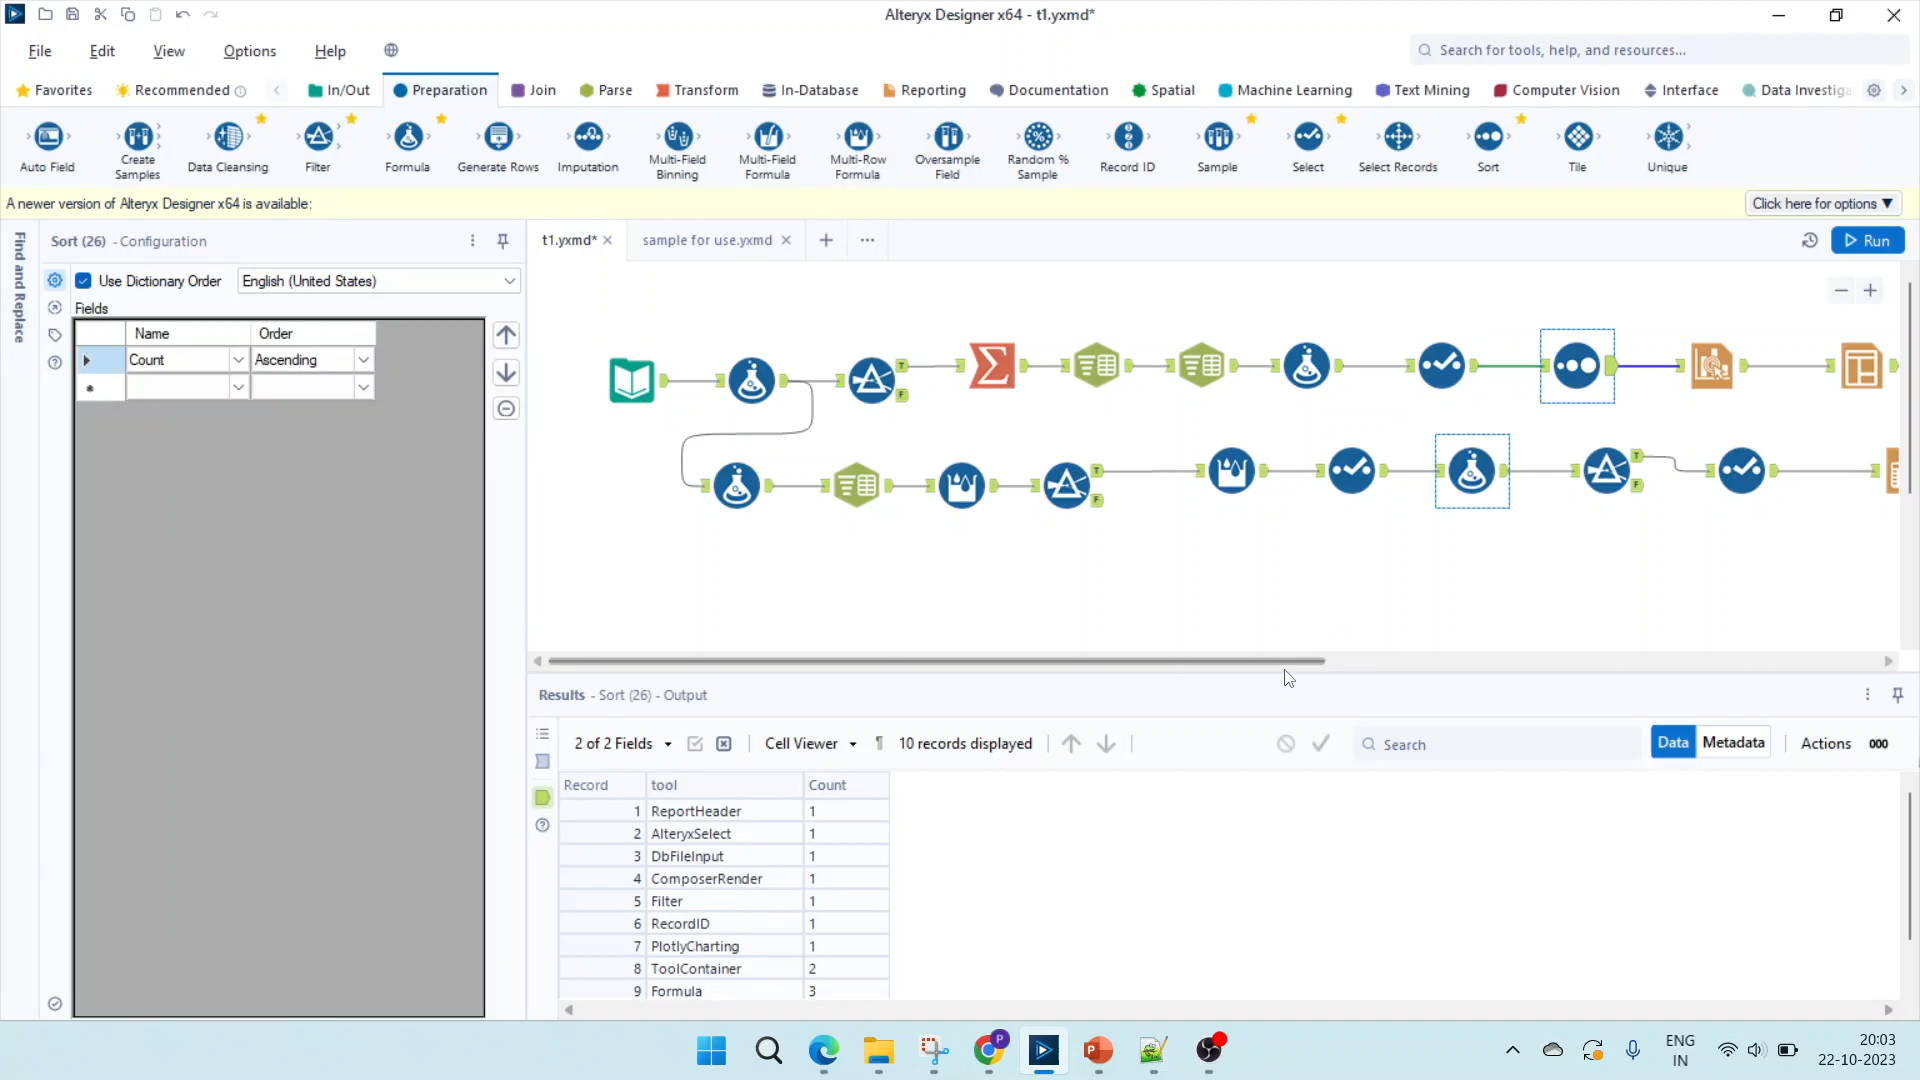 Alteryx Designer x64 - t1.yxmd*
File Edit View Options Help
Search for tools, help, and resources...
Favorites Recommended In/Out Preparation Join Parse Transform In-Database Reporting Documentation Spatial Machine Learning Text Mining Computer Vision Interface Data Investiga
Auto Field
Create Samples
Data Cleansing
Filter
Formula
Generate Rows
Imputation
Multi-Field Binning
Multi-Field Formula
Multi-Row Formula
Oversample Field
Random % Sample
Record ID
Sample
Select
Select Records
Sort
Tile
Unique
A newer version of Alteryx Designer x64 is available:
Click here for options ▼
Find and Replace
Sort (26) - Configuration
t1.yxmd* sample for use.yxmd
Run
Use Dictionary Order English (United States)
Fields
Name Order
Count Ascending
T
F
T
F
T
F
Results - Sort (26) - Output
2 of 2 Fields Cell Viewer 10 records displayed Search Data Metadata Actions 000
Record tool Count
1 ReportHeader 1
2 AlteryxSelect 1
3 DbFileInput 1
4 ComposerRender 1
5 Filter 1
6 RecordID 1
7 PlotlyCharting 1
8 ToolContainer 2
9 Formula 3
P
ENG
IN
20:03
22-10-2023